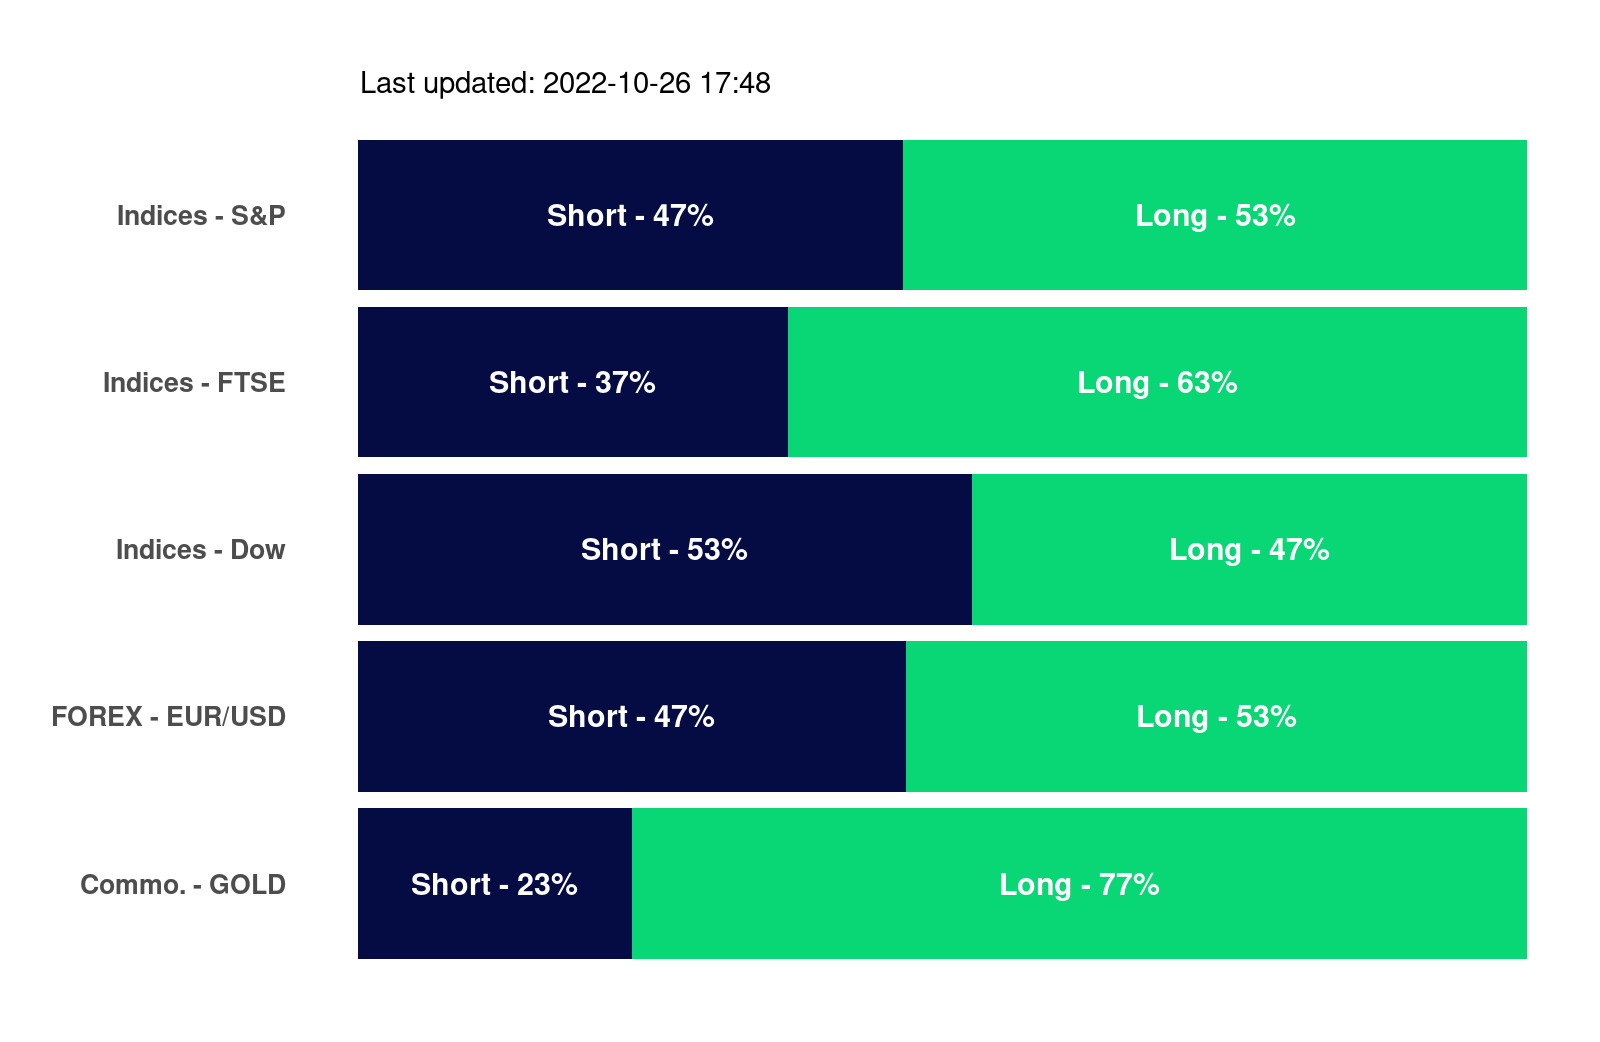 Last updated: 2022-10-26 17:48
Indices - S&P Short - 47% Long - 53%
Indices - FTSE Short - 37% Long - 63%
Indices - Dow Short - 53% Long - 47%
FOREX - EUR/USD Short - 47% Long - 53%
Commo. - GOLD Short - 23% Long - 77%